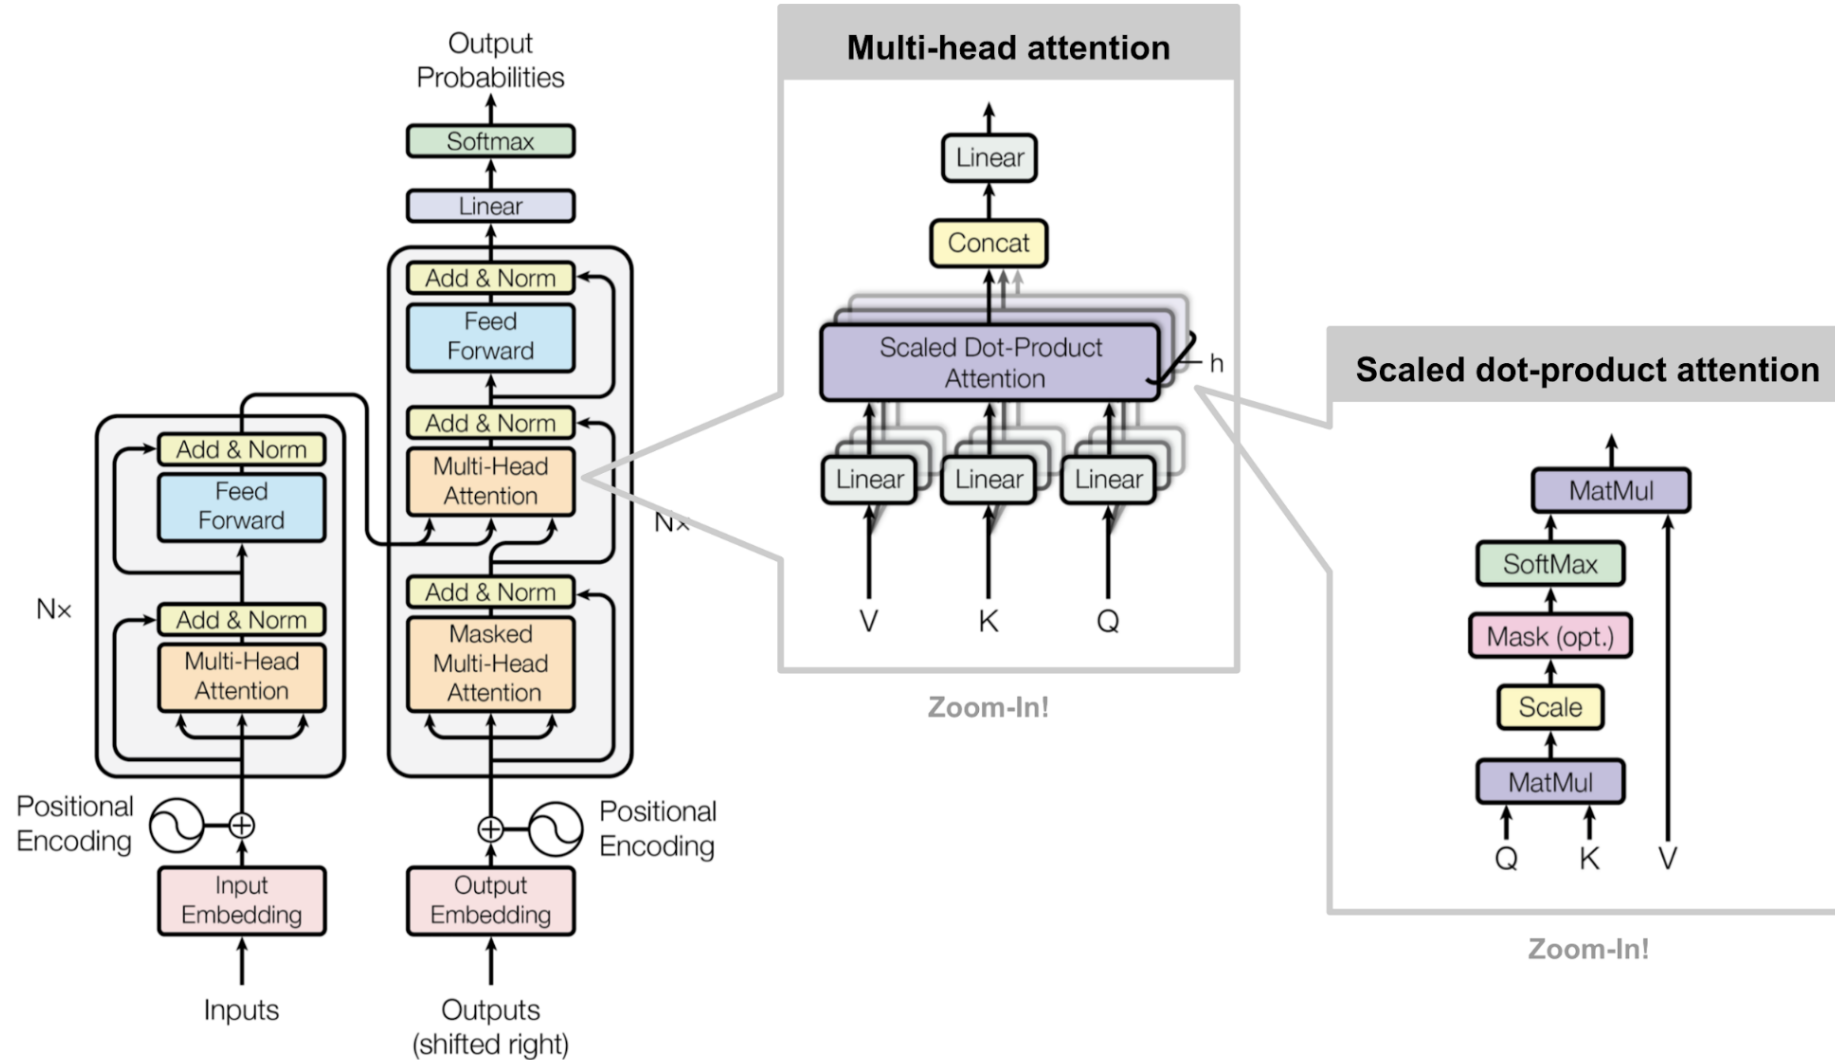 Output
Probabilities
Softmax
Linear
Add & Norm
Feed
Forward
Add & Norm
Multi-Head
Attention
Add & Norm
Masked
Multi-Head
Attention
N×
Positional
Encoding
Output
Embedding
Outputs
(shifted right)
Add & Norm
Feed
Forward
Add & Norm
Multi-Head
Attention
N×
Positional
Encoding
Input
Embedding
Inputs
Multi-head attention
Linear
Concat
Scaled Dot-Product
Attention
h
Linear Linear Linear
V K Q
Zoom-In!
Scaled dot-product attention
MatMul
SoftMax
Mask (opt.)
Scale
MatMul
Q K V
Zoom-In!